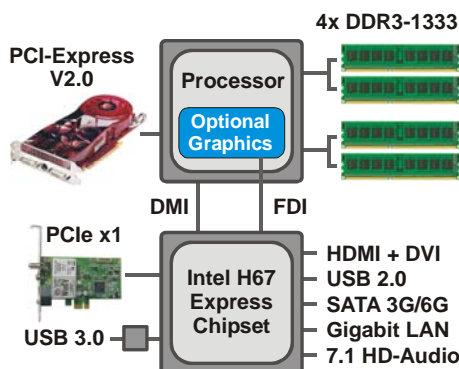 4x DDR3-1333
PCI-Express
V2.0
Processor
Optional
Graphics
DMI
FDI
PCIe x1
Intel H67
Express
Chipset
USB 3.0
HDMI + DVI
USB 2.0
SATA 3G/6G
Gigabit LAN
7.1 HD-Audio